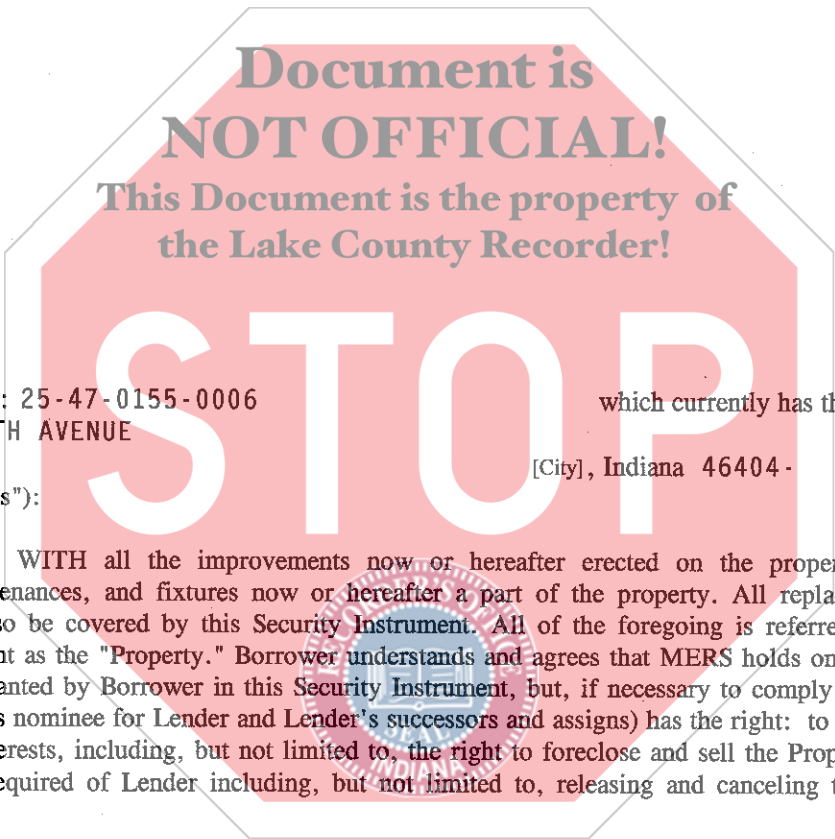 Document is
NOT OFFICIAL!
This Document is the property of
the Lake County Recorder!
STOP
: 25-47-0155-0006 which currently has th
TH AVENUE
[City], Indiana 46404-
s"):
WITH all the improvements now or hereafter erected on the proper
enances, and fixtures now or hereafter a part of the property. All repla
so be covered by this Security Instrument. All of the foregoing is referre
nt as the "Property." Borrower understands and agrees that MERS holds on
anted by Borrower in this Security Instrument, but, if necessary to comply
s nominee for Lender and Lender's successors and assigns) has the right: to
erests, including, but not limited to, the right to foreclose and sell the Prop
equired of Lender including, but not limited to, releasing and canceling t
RECORDER'S OFFICE
SEAL
INDIANA